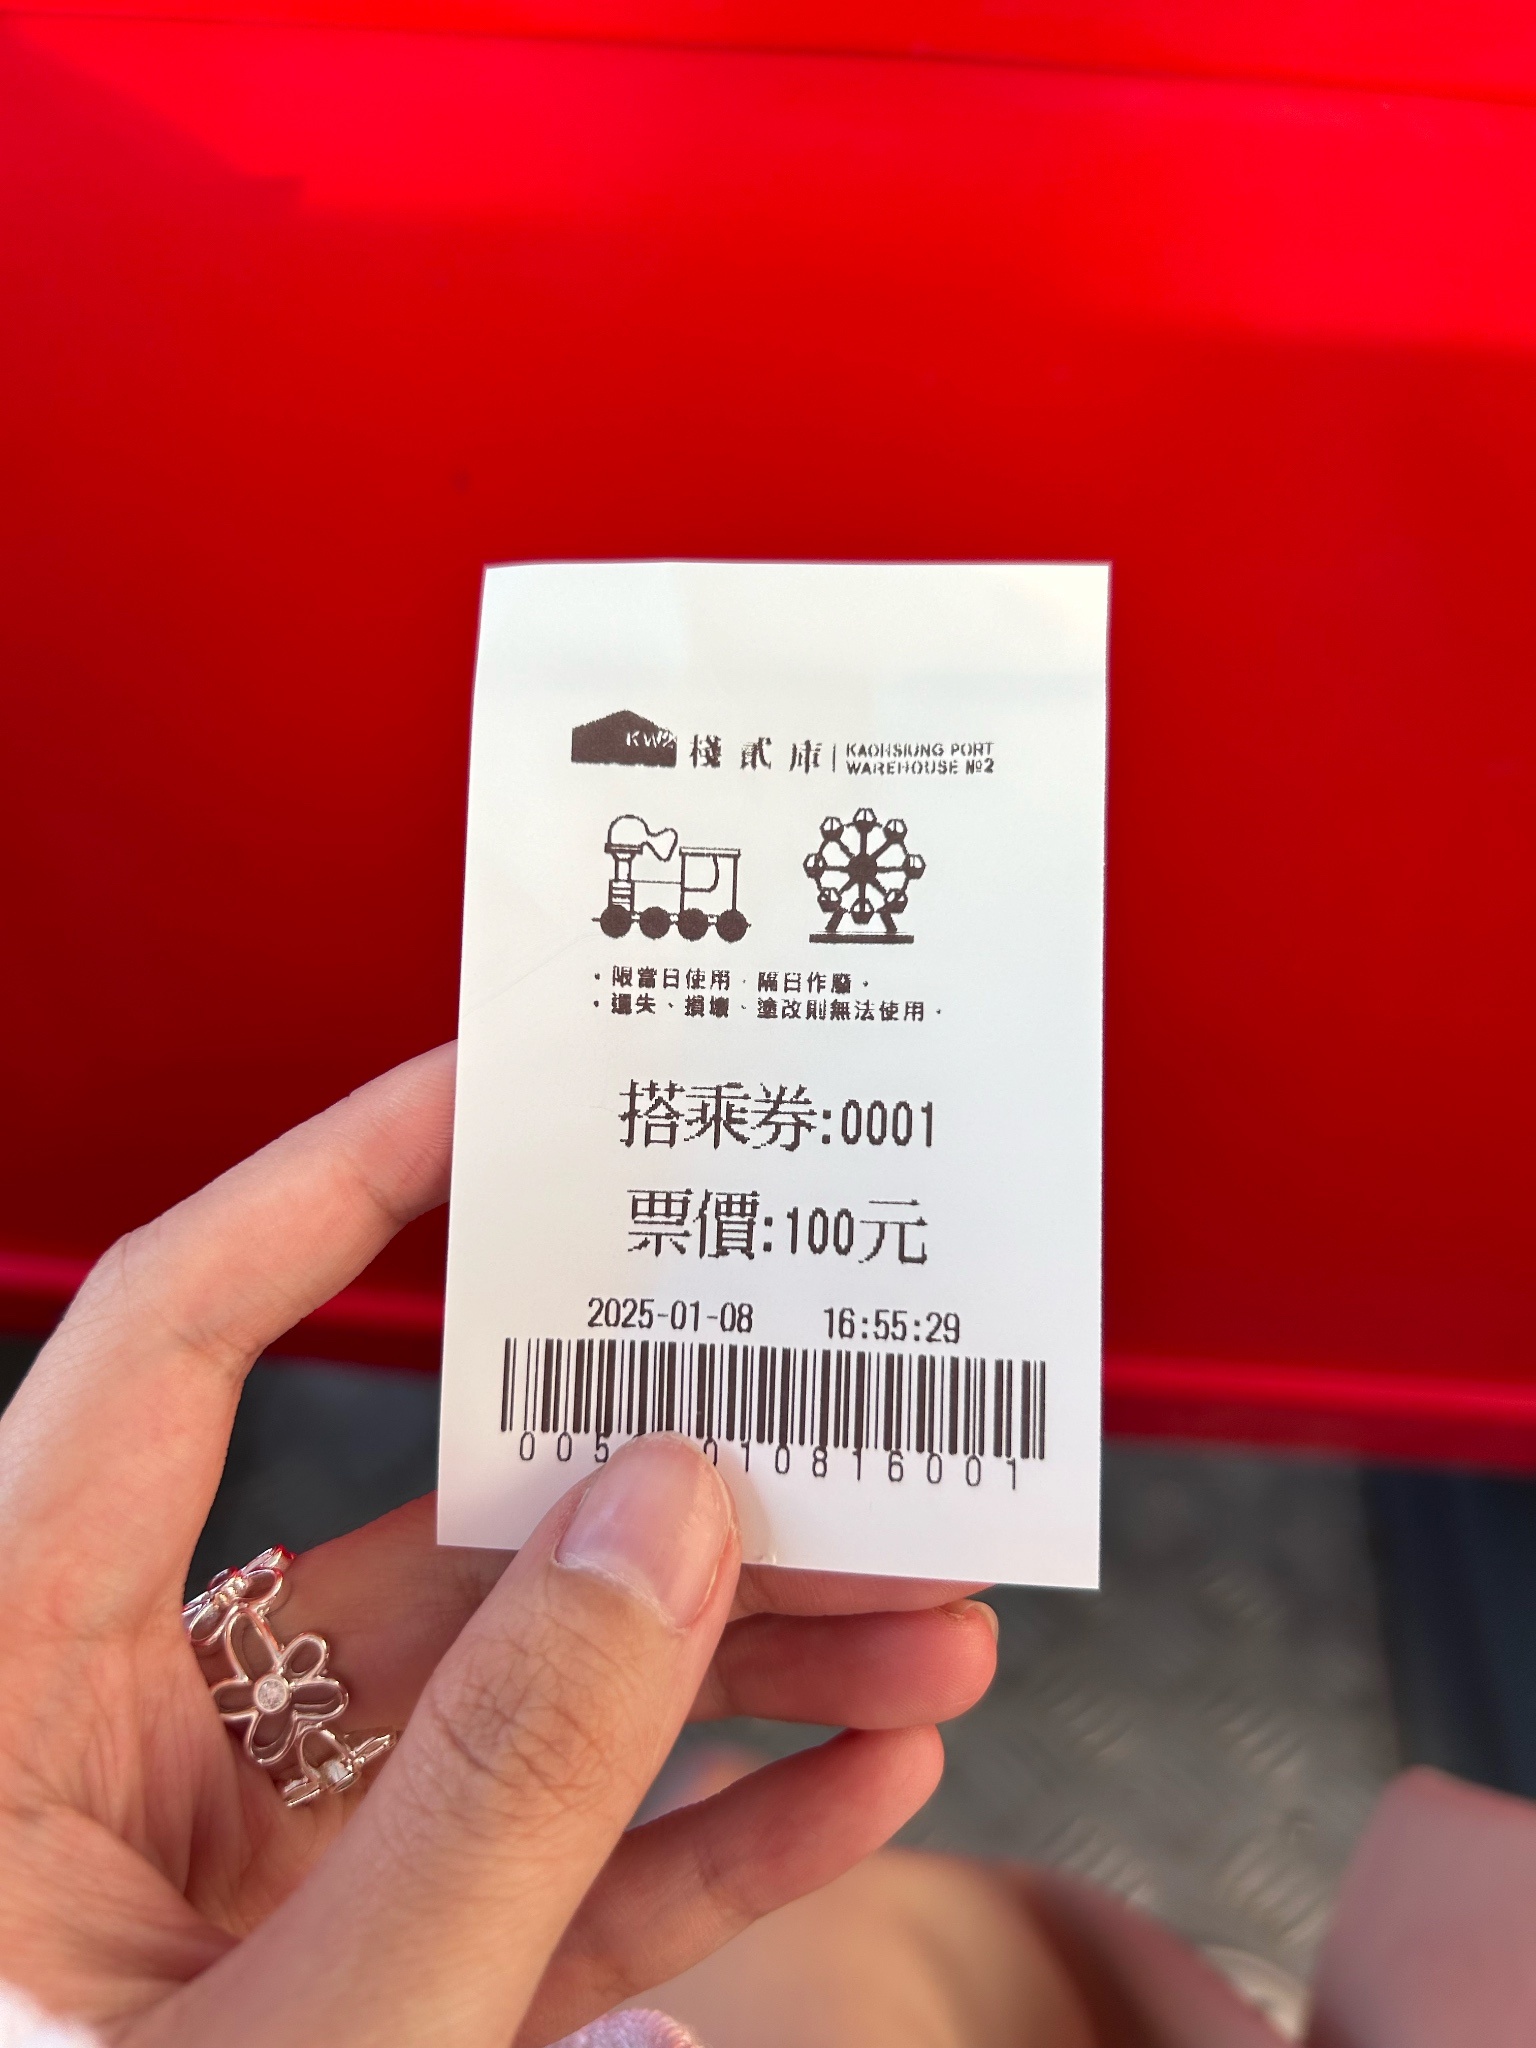 KW2 棧貳庫 | KAOHSIUNG PORT
WAREHOUSE №2
・限當日使用，隔日作廢。
・遺失、損壞、塗改則無法使用。
搭乘券:0001
票價:100元
2025-01-08 16:55:29
005 010816001